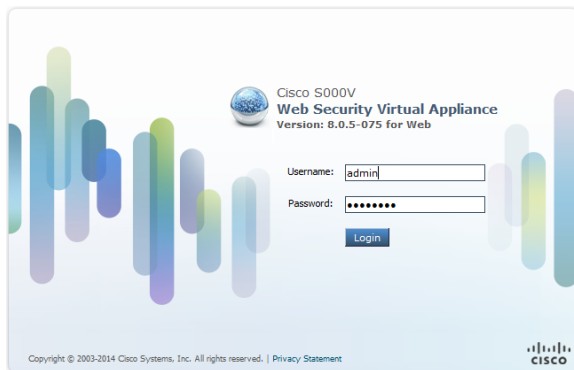 Cisco S000V
Web Security Virtual Appliance
Version: 8.0.5-075 for Web
Username: admin
Password: ••••••••
Login
Copyright © 2003-2014 Cisco Systems, Inc. All rights reserved. | Privacy Statement
CISCO